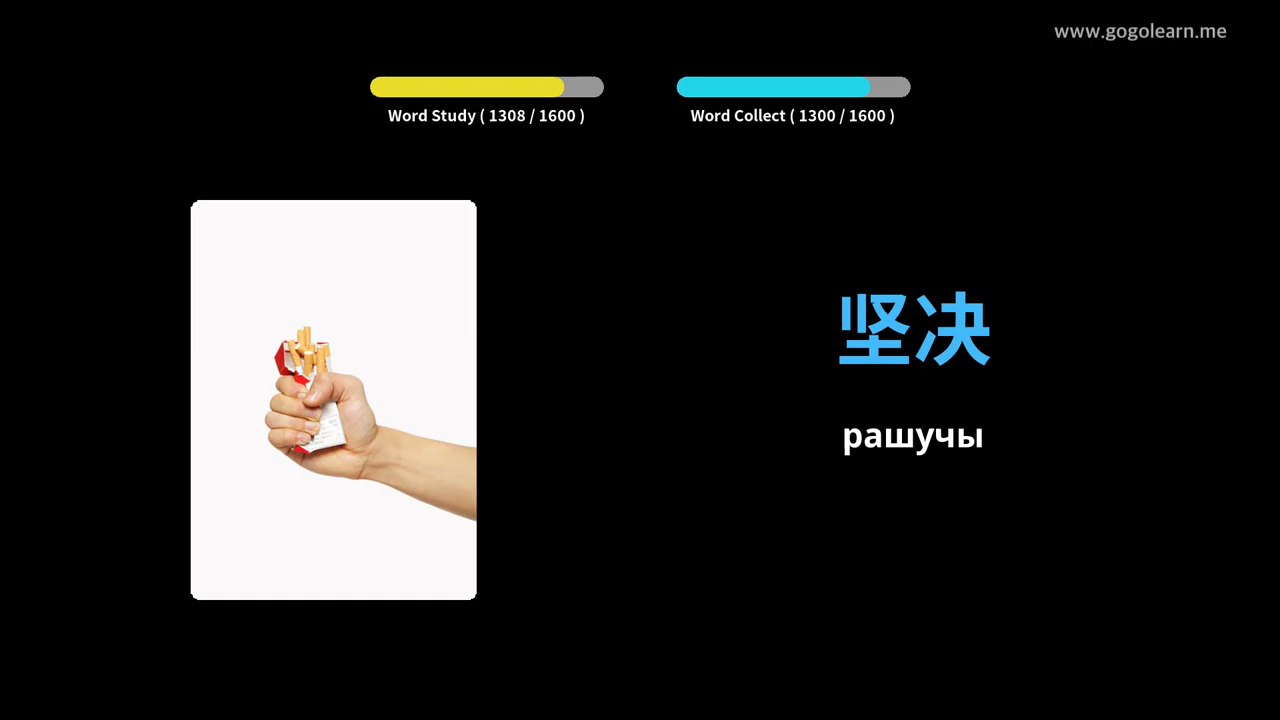 www.gogolearn.me
Word Study ( 1308 / 1600 )
Word Collect ( 1300 / 1600 )
坚决
рашучы